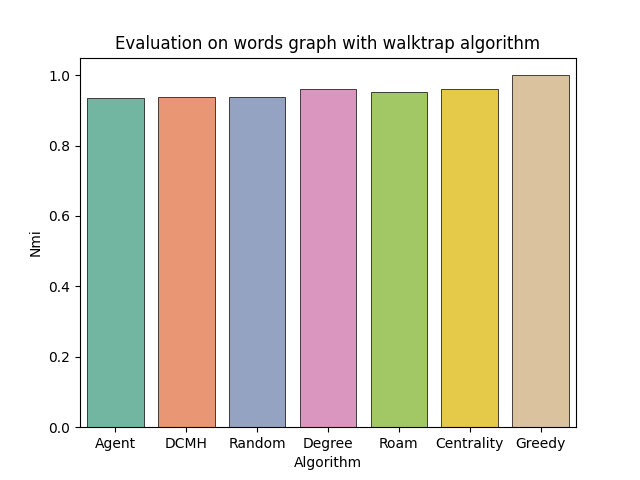 Evaluation on words graph with walktrap algorithm
1.0
0.8
0.6
0.4
0.2
0.0
Nmi
Agent DCMH Random Degree Roam Centrality Greedy
Algorithm